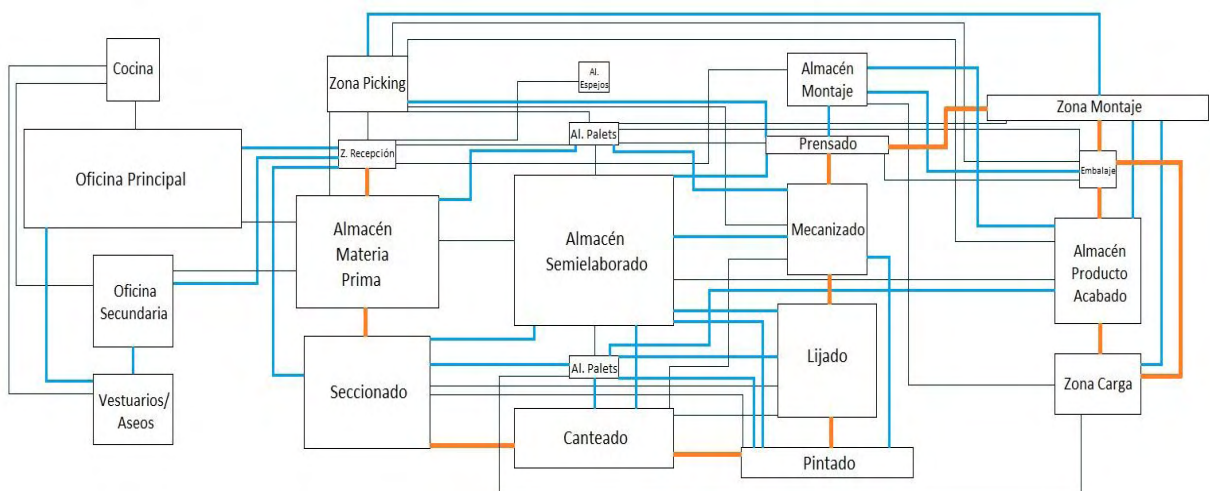 Cocina
Zona Picking
Al.
Espejos
Almacén
Montaje
Zona Montaje
Oficina Principal
Z. Recepción
Al. Palets
Prensado
Embalaje
Almacén
Materia
Prima
Almacén
Semielaborado
Mecanizado
Almacén
Producto
Acabado
Oficina
Secundaria
Seccionado
Al. Palets
Lijado
Zona Carga
Vestuarios/
Aseos
Canteado
Pintado